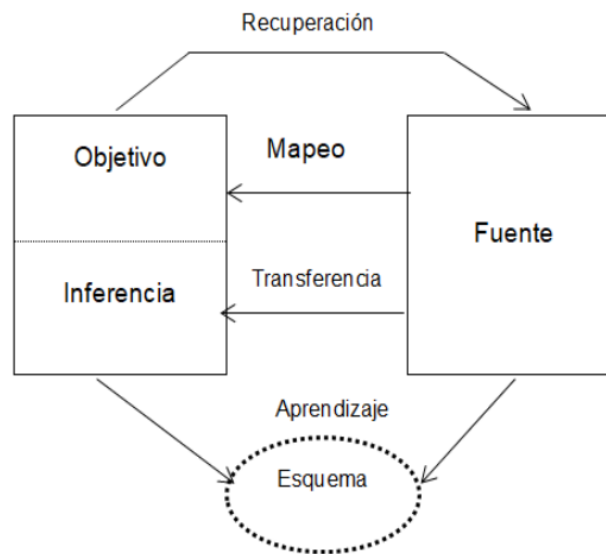 Recuperación
Objetivo
Mapeo
Fuente
Inferencia
Transferencia
Aprendizaje
Esquema